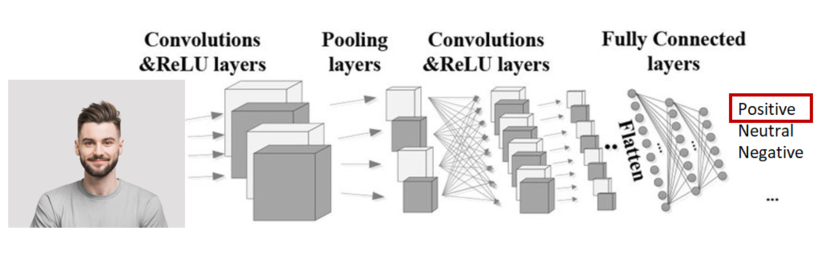 Convolutions
&ReLU layers
Pooling
layers
Convolutions
&ReLU layers
Fully Connected
layers
Flatten
...
...
Positive
Neutral
Negative
...